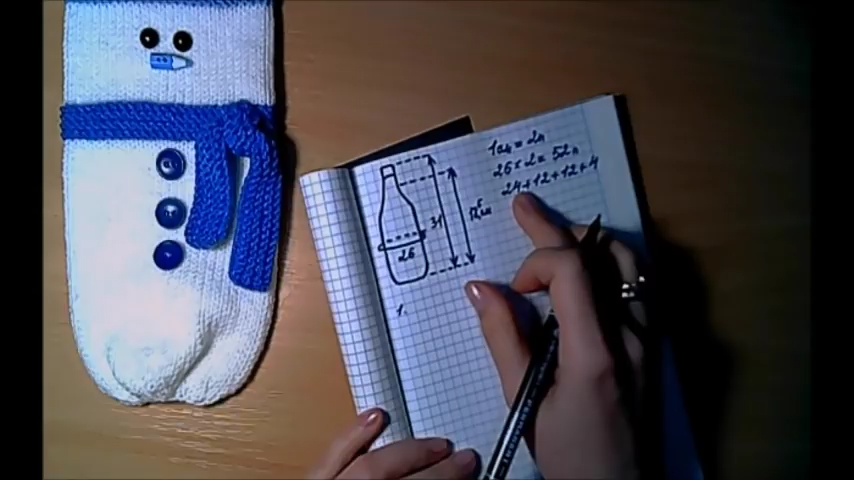 1см = 2п
26×2 = 52п
24+12+12+4
31
26
1.